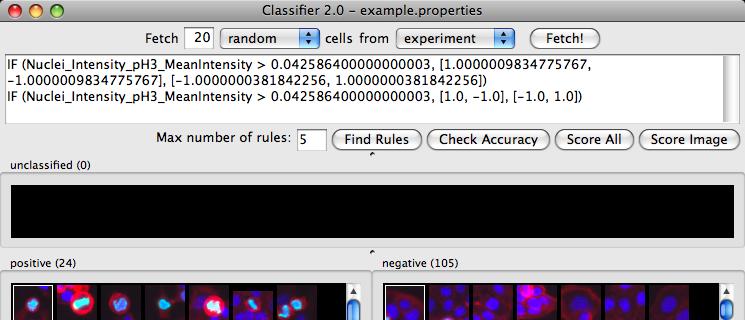 Classifier 2.0 - example.properties
Fetch 20 random cells from experiment Fetch!
IF (Nuclei_Intensity_pH3_MeanIntensity > 0.042586400000000003, [1.0000009834775767,
-1.0000009834775767], [-1.0000000381842256, 1.0000000381842256])
IF (Nuclei_Intensity_pH3_MeanIntensity > 0.042586400000000003, [1.0, -1.0], [-1.0, 1.0])
Max number of rules: 5 Find Rules Check Accuracy Score All Score Image
unclassified (0)
positive (24) negative (105)